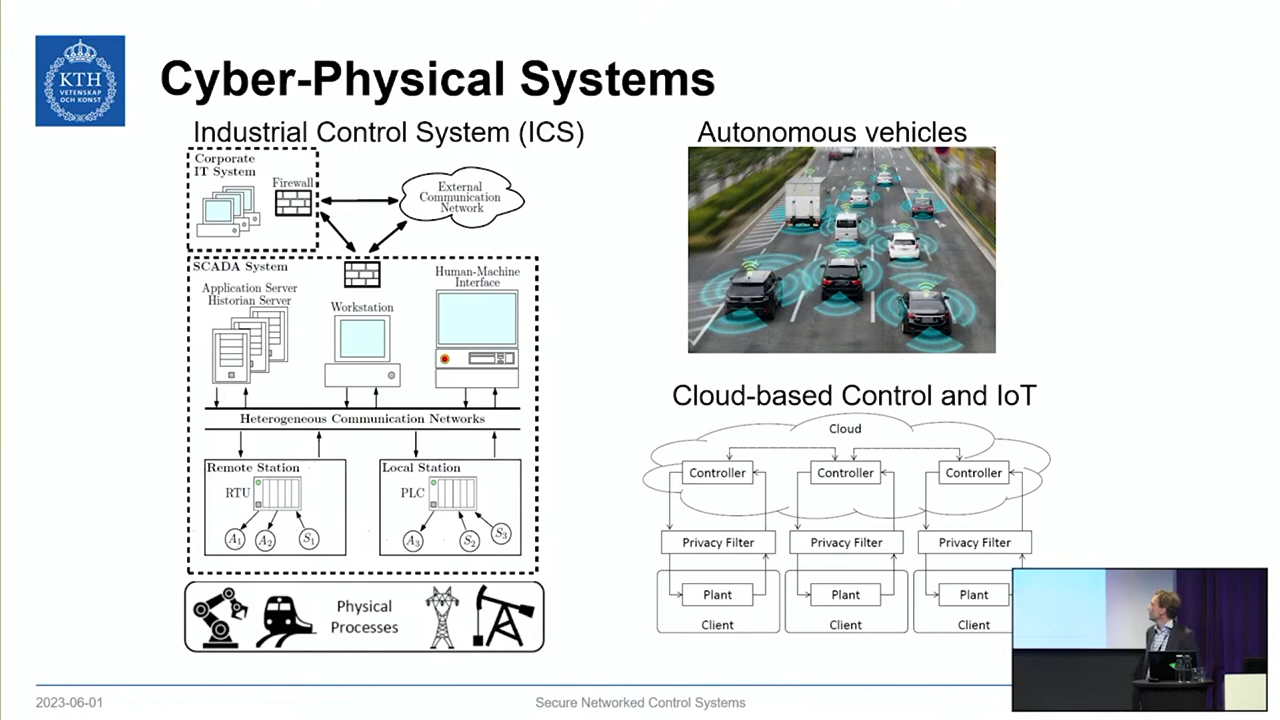 KTH
VETENSKAP
OCH KONST
Cyber-Physical Systems
Industrial Control System (ICS)
Corporate
IT System
Firewall
External
Communication
Network
SCADA System
Application Server
Historian Server
Workstation
Human-Machine
Interface
Heterogeneous Communication Networks
Remote Station
RTU
A1 A2 S1
Local Station
PLC
A3 S2 S3
Physical
Processes
Autonomous vehicles
Cloud-based Control and IoT
Cloud
Controller Controller Controller
Privacy Filter Privacy Filter Privacy Filter
Plant Plant Plant
Client Client Client
2023-06-01
Secure Networked Control Systems